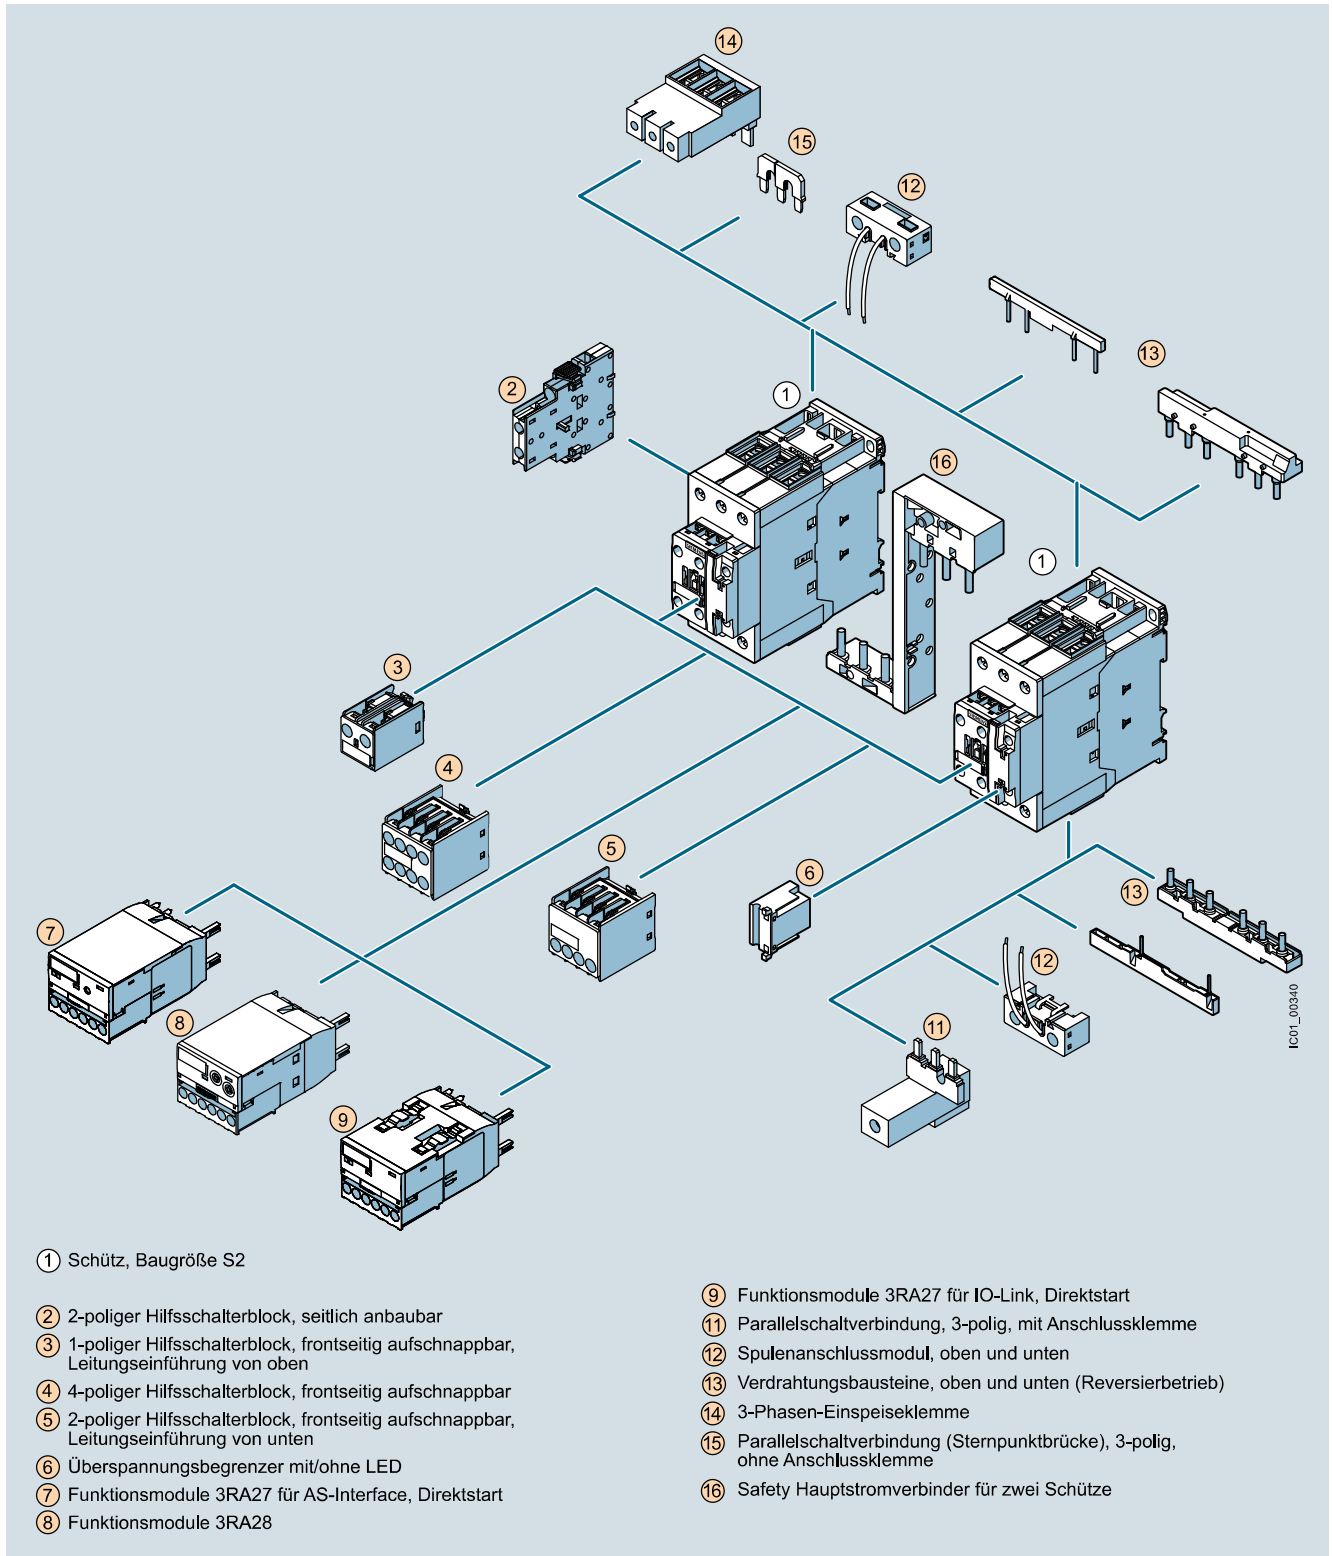 14
15
12
13
2
1
16
1
3
4
5
6
13
7
12
8
11
9
IC01_00340
1 Schütz, Baugröße S2
2 2-poliger Hilfsschalterblock, seitlich anbaubar
3 1-poliger Hilfsschalterblock, frontseitig aufschnappbar,
Leitungseinführung von oben
4 4-poliger Hilfsschalterblock, frontseitig aufschnappbar
5 2-poliger Hilfsschalterblock, frontseitig aufschnappbar,
Leitungseinführung von unten
6 Überspannungsbegrenzer mit/ohne LED
7 Funktionsmodule 3RA27 für AS-Interface, Direktstart
8 Funktionsmodule 3RA28
9 Funktionsmodule 3RA27 für IO-Link, Direktstart
11 Parallelschaltverbindung, 3-polig, mit Anschlussklemme
12 Spulenanschlussmodul, oben und unten
13 Verdrahtungsbausteine, oben und unten (Reversierbetrieb)
14 3-Phasen-Einspeiseklemme
15 Parallelschaltverbindung (Sternpunktbrücke), 3-polig,
ohne Anschlussklemme
16 Safety Hauptstromverbinder für zwei Schütze